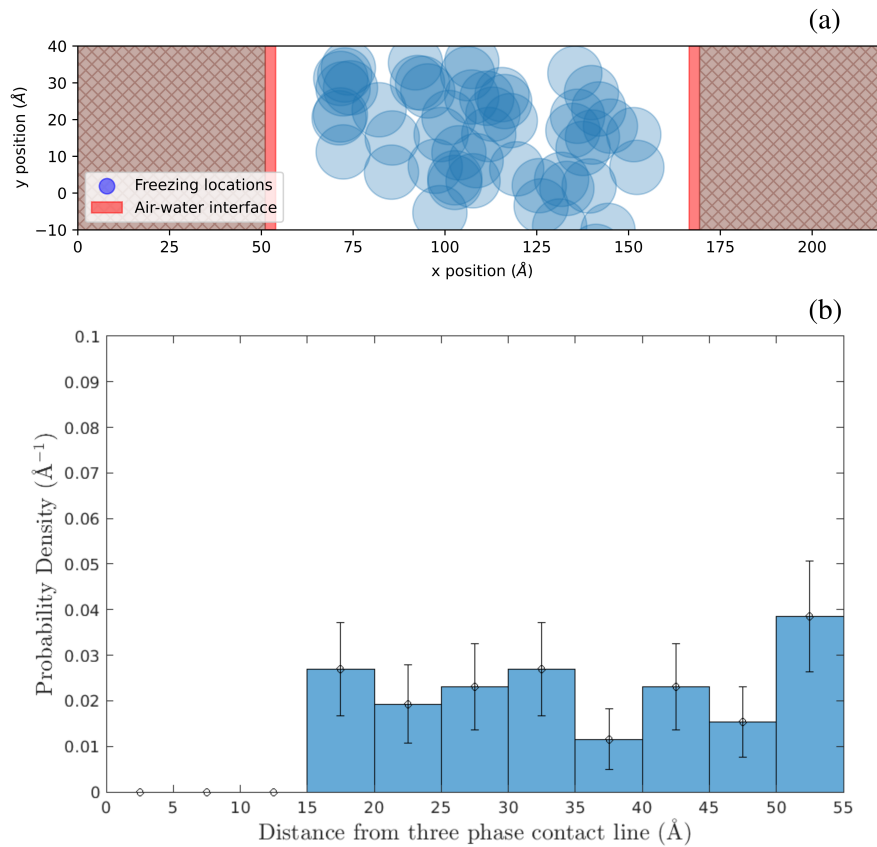 (a)
40
30
20
10
0
−10
y position (Å)
Freezing locations
Air-water interface
0 25 50 75 100 125 150 175 200
x position (Å)
(b)
0.1
0.09
0.08
0.07
0.06
0.05
0.04
0.03
0.02
0.01
0
Probability Density (Å⁻¹)
0 5 10 15 20 25 30 35 40 45 50 55
Distance from three phase contact line (Å)